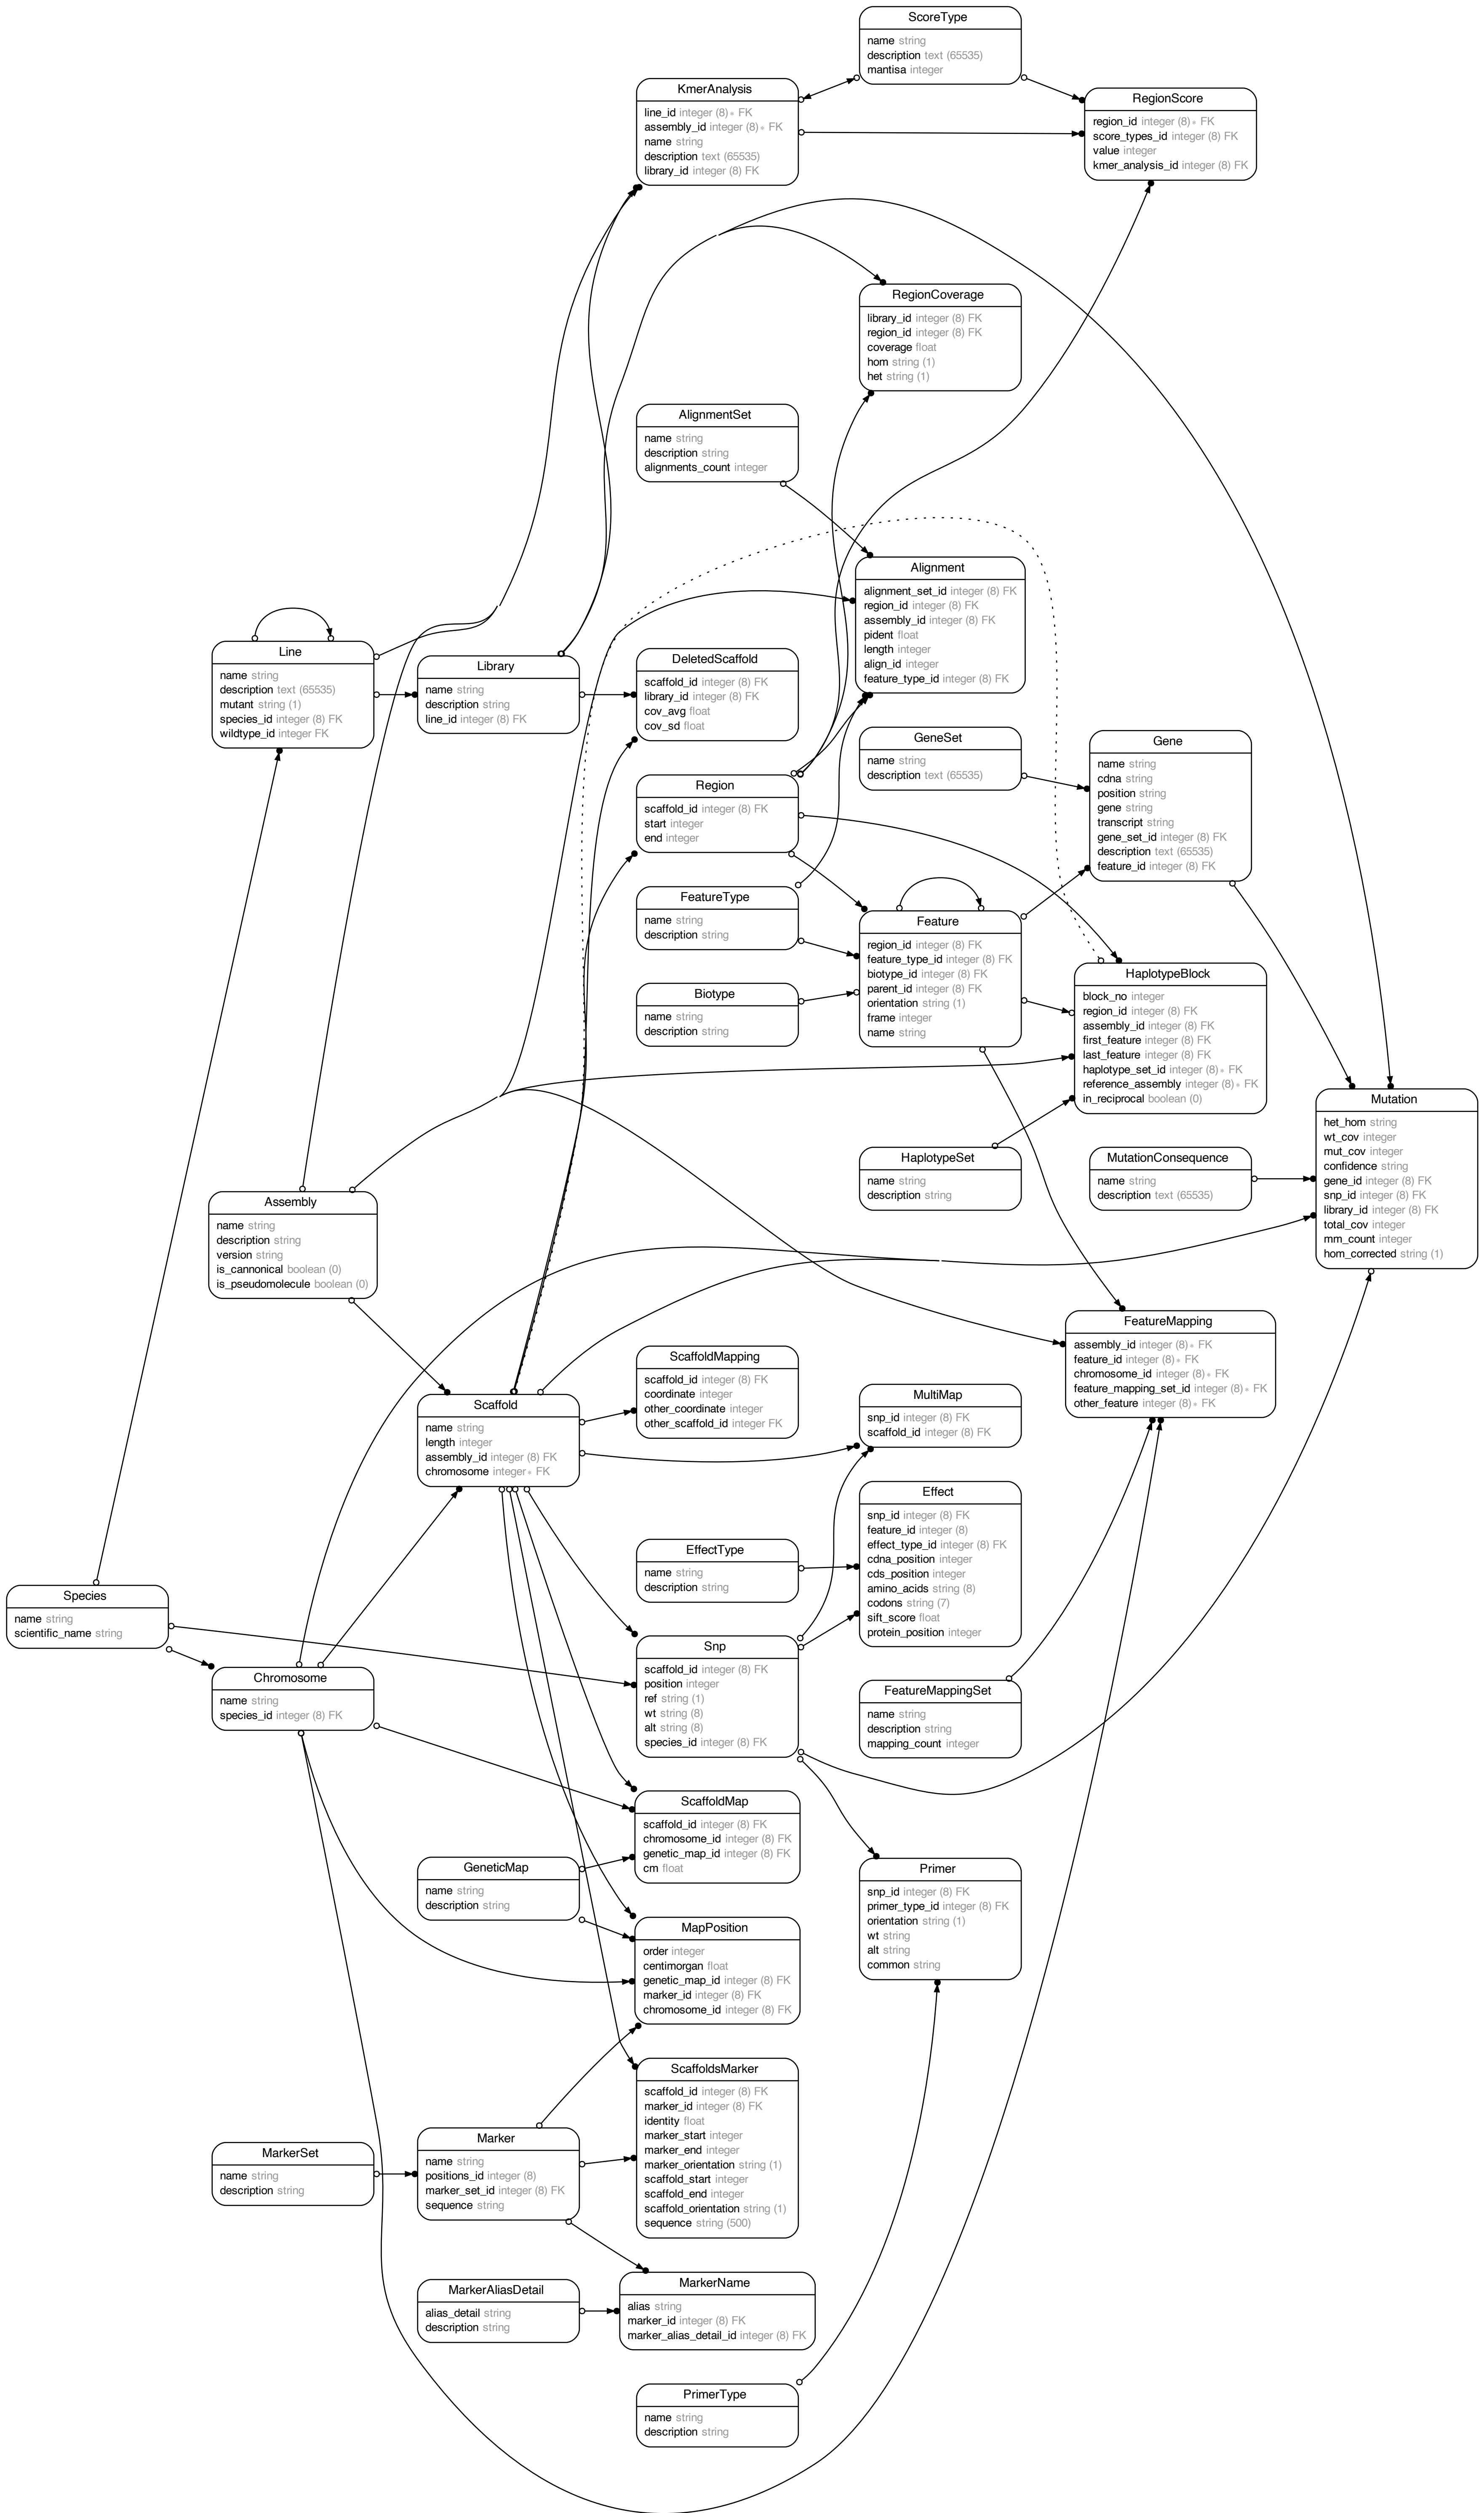 ScoreType
name string
description text (65535)
mantisa integer
KmerAnalysis
line_id integer (8)∗ FK
assembly_id integer (8)∗ FK
name string
description text (65535)
library_id integer (8) FK
RegionScore
region_id integer (8)∗ FK
score_types_id integer (8) FK
value integer
kmer_analysis_id integer (8) FK
RegionCoverage
library_id integer (8) FK
region_id integer (8) FK
coverage float
hom string (1)
het string (1)
AlignmentSet
name string
description string
alignments_count integer
Alignment
alignment_set_id integer (8) FK
region_id integer (8) FK
assembly_id integer (8) FK
pident float
length integer
align_id integer
feature_type_id integer (8) FK
Line
name string
description text (65535)
mutant string (1)
species_id integer (8) FK
wildtype_id integer FK
Library
name string
description string
line_id integer (8) FK
DeletedScaffold
scaffold_id integer (8) FK
library_id integer (8) FK
cov_avg float
cov_sd float
GeneSet
name string
description text (65535)
Gene
name string
cdna string
position string
gene string
transcript string
gene_set_id integer (8) FK
description text (65535)
feature_id integer (8) FK
Region
scaffold_id integer (8) FK
start integer
end integer
FeatureType
name string
description string
Feature
region_id integer (8) FK
feature_type_id integer (8) FK
biotype_id integer (8) FK
parent_id integer (8) FK
orientation string (1)
frame integer
name string
Biotype
name string
description string
HaplotypeBlock
block_no integer
region_id integer (8) FK
assembly_id integer (8) FK
first_feature integer (8) FK
last_feature integer (8) FK
haplotype_set_id integer (8)∗ FK
reference_assembly integer (8)∗ FK
in_reciprocal boolean (0)
Mutation
het_hom string
wt_cov integer
mut_cov integer
confidence string
gene_id integer (8) FK
snp_id integer (8) FK
library_id integer (8) FK
total_cov integer
mm_count integer
hom_corrected string (1)
HaplotypeSet
name string
description string
MutationConsequence
name string
description text (65535)
Assembly
name string
description string
version string
is_cannonical boolean (0)
is_pseudomolecule boolean (0)
FeatureMapping
assembly_id integer (8)∗ FK
feature_id integer (8)∗ FK
chromosome_id integer (8)∗ FK
feature_mapping_set_id integer (8)∗ FK
other_feature integer (8)∗ FK
ScaffoldMapping
scaffold_id integer (8) FK
coordinate integer
other_coordinate integer
other_scaffold_id integer FK
MultiMap
snp_id integer (8) FK
scaffold_id integer (8) FK
Scaffold
name string
length integer
assembly_id integer (8) FK
chromosome integer∗ FK
Effect
snp_id integer (8) FK
feature_id integer (8)
effect_type_id integer (8) FK
cdna_position integer
cds_position integer
amino_acids string (8)
codons string (7)
sift_score float
protein_position integer
EffectType
name string
description string
Species
name string
scientific_name string
Snp
scaffold_id integer (8) FK
position integer
ref string (1)
wt string (8)
alt string (8)
species_id integer (8) FK
Chromosome
name string
species_id integer (8) FK
FeatureMappingSet
name string
description string
mapping_count integer
ScaffoldMap
scaffold_id integer (8) FK
chromosome_id integer (8) FK
genetic_map_id integer (8) FK
cm float
GeneticMap
name string
description string
Primer
snp_id integer (8) FK
primer_type_id integer (8) FK
orientation string (1)
wt string
alt string
common string
MapPosition
order integer
centimorgan float
genetic_map_id integer (8) FK
marker_id integer (8) FK
chromosome_id integer (8) FK
ScaffoldsMarker
scaffold_id integer (8) FK
marker_id integer (8) FK
identity float
marker_start integer
marker_end integer
marker_orientation string (1)
scaffold_start integer
scaffold_end integer
scaffold_orientation string (1)
sequence string (500)
MarkerSet
name string
description string
Marker
name string
positions_id integer (8)
marker_set_id integer (8) FK
sequence string
MarkerAliasDetail
alias_detail string
description string
MarkerName
alias string
marker_id integer (8) FK
marker_alias_detail_id integer (8) FK
PrimerType
name string
description string